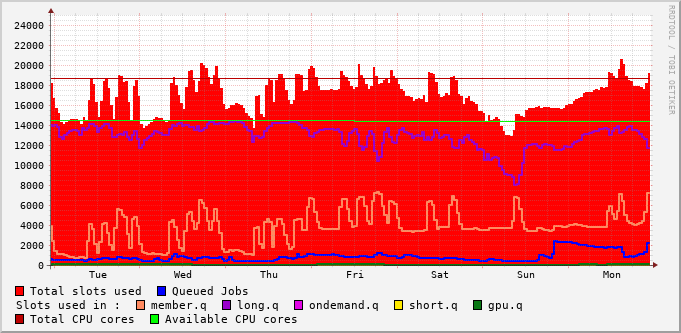 24000
22000
20000
18000
16000
14000
12000
10000
8000
6000
4000
2000
0
Tue Wed Thu Fri Sat Sun Mon
RRDTOOL / TOBI OETIKER
Total slots used Queued Jobs
Slots used in : member.q long.q ondemand.q short.q gpu.q
Total CPU cores Available CPU cores